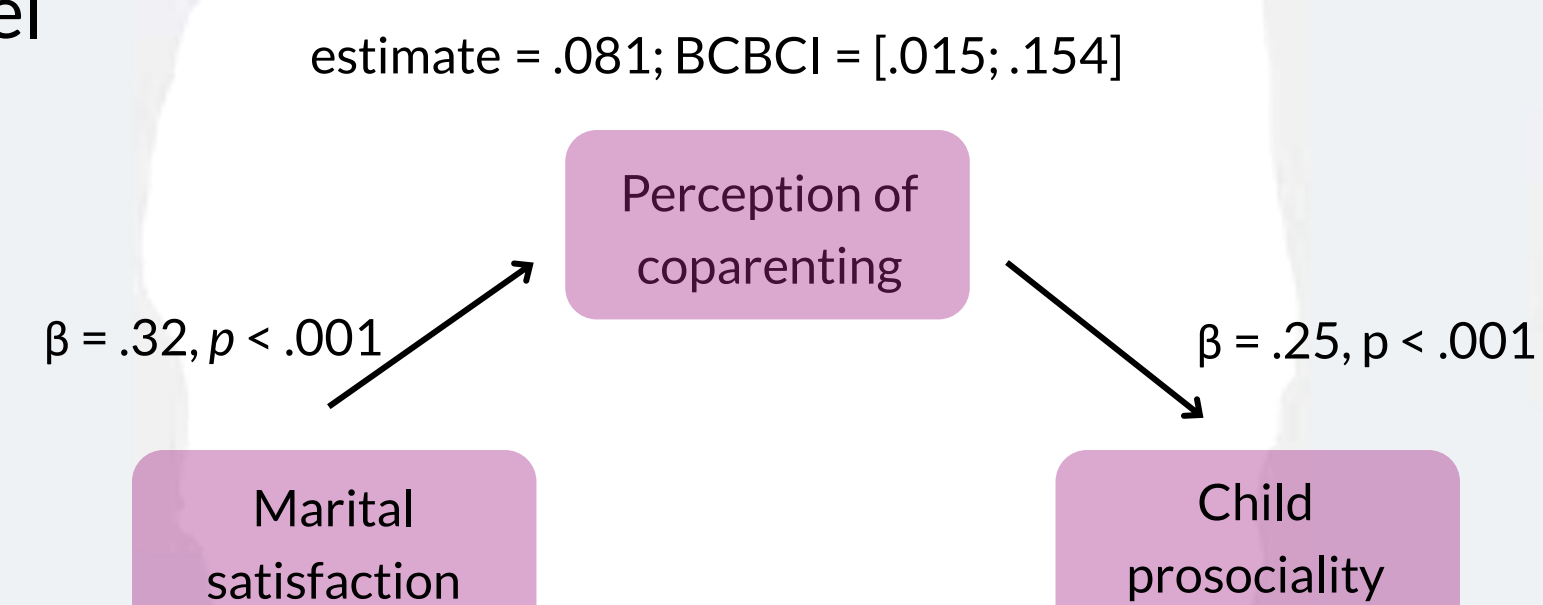 el
estimate = .081; BCBCI = [.015; .154]
Perception of
coparenting
β = .32, p < .001
β = .25, p < .001
Marital
satisfaction
Child
prosociality